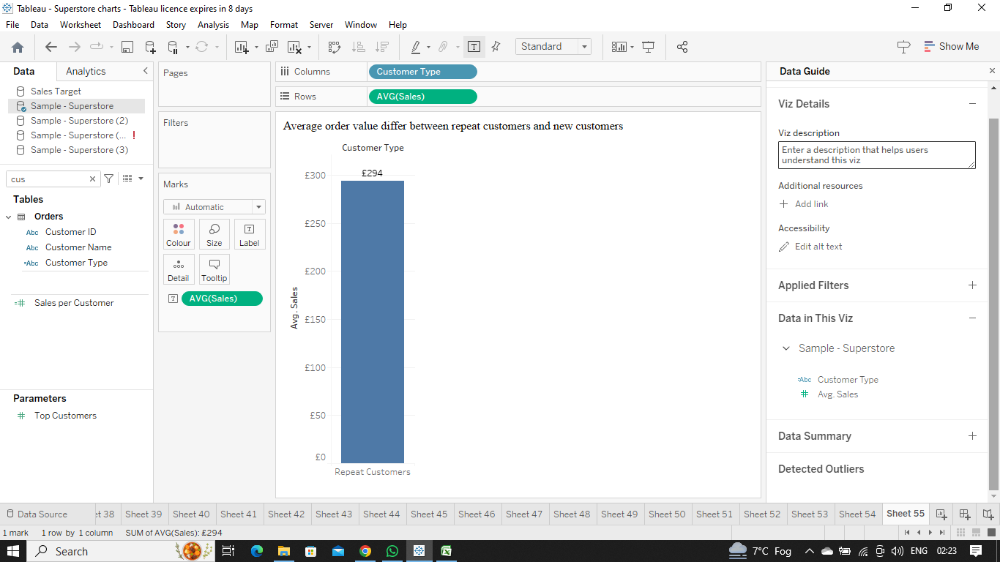 Tableau - Superstore charts - Tableau licence expires in 8 days
File Data Worksheet Dashboard Story Analysis Map Format Server Window Help
Standard
Show Me
Data Analytics
Sales Target
Sample - Superstore
Sample - Superstore (2)
Sample - Superstore (... !
Sample - Superstore (3)
cus
Tables
Orders
Abc Customer ID
Abc Customer Name
=Abc Customer Type
=# Sales per Customer
Parameters
# Top Customers
Pages
Filters
Marks
Automatic
Colour Size Label
Detail Tooltip
AVG(Sales)
Columns Customer Type
Rows AVG(Sales)
Average order value differ between repeat customers and new customers
Customer Type
£294
£300
£250
£200
£150
£100
£50
£0
Avg. Sales
Repeat Customers
Data Guide
Viz Details
Viz description
Enter a description that helps users
understand this viz
Additional resources
Add link
Accessibility
Edit alt text
Applied Filters
Data in This Viz
Sample - Superstore
=Abc Customer Type
# Avg. Sales
Data Summary
Detected Outliers
Data Source et 38 Sheet 39 Sheet 40 Sheet 41 Sheet 42 Sheet 43 Sheet 44 Sheet 45 Sheet 46 Sheet 47 Sheet 48 Sheet 49 Sheet 50 Sheet 51 Sheet 52 Sheet 53 Sheet 54 Sheet 55
1 mark 1 row by 1 column SUM of AVG(Sales): £294
Search 7°C Fog ENG 02:23